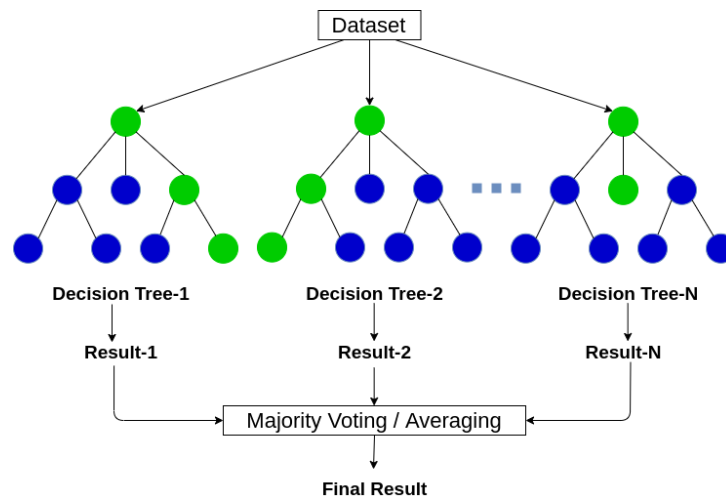 Dataset
Decision Tree-1
Decision Tree-2
Decision Tree-N
Result-1
Result-2
Result-N
Majority Voting / Averaging
Final Result